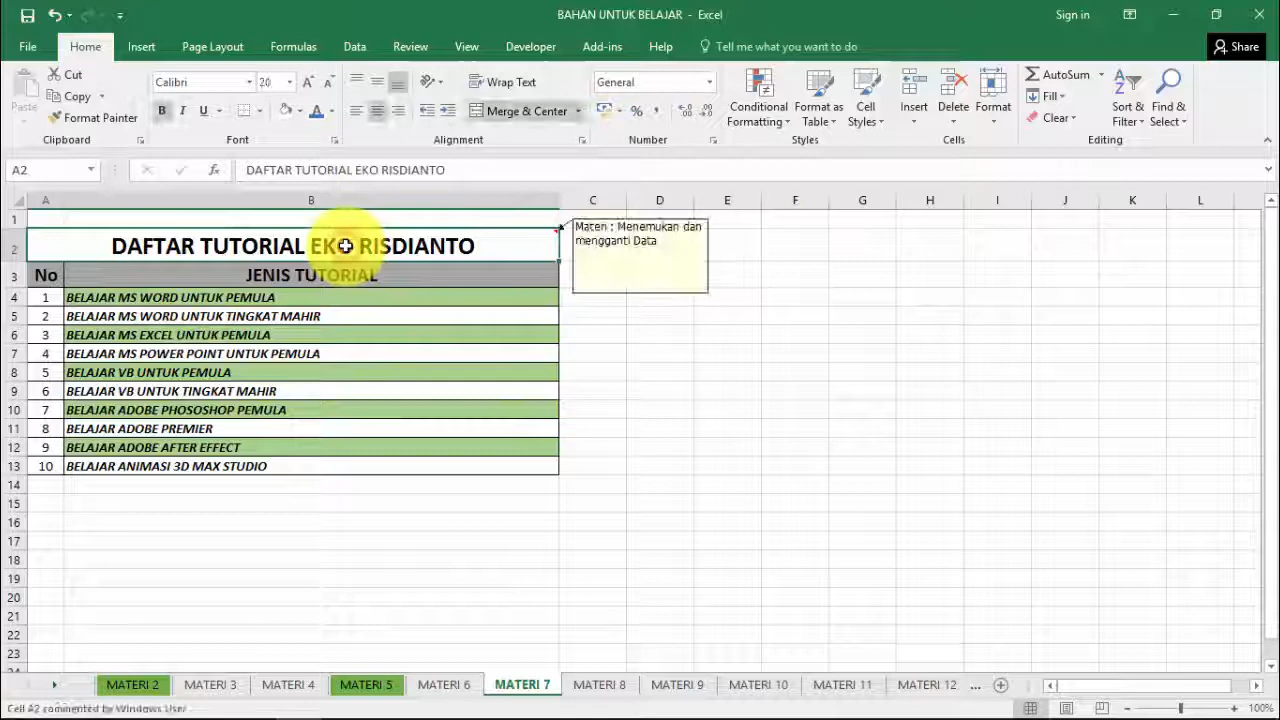 BAHAN UNTUK BELAJAR - Excel
Sign in
File Home Insert Page Layout Formulas Data Review View Developer Add-ins Help Tell me what you want to do Share
Paste
Cut
Copy
Format Painter
Clipboard
Calibri 20
B I U
Font
Wrap Text
Merge & Center
Alignment
General
%
Number
Conditional Formatting
Format as Table
Cell Styles
Styles
Insert
Delete
Format
Cells
AutoSum
Fill
Clear
Sort & Filter
Find & Select
Editing
A2 fx DAFTAR TUTORIAL EKO RISDIANTO
A B C D E F G H I J K L
1
2 DAFTAR TUTORIAL EKO RISDIANTO
Materi : Menemukan dan
mengganti Data
3 No JENIS TUTORIAL
4 1 BELAJAR MS WORD UNTUK PEMULA
5 2 BELAJAR MS WORD UNTUK TINGKAT MAHIR
6 3 BELAJAR MS EXCEL UNTUK PEMULA
7 4 BELAJAR MS POWER POINT UNTUK PEMULA
8 5 BELAJAR VB UNTUK PEMULA
9 6 BELAJAR VB UNTUK TINGKAT MAHIR
10 7 BELAJAR ADOBE PHOSOSHOP PEMULA
11 8 BELAJAR ADOBE PREMIER
12 9 BELAJAR ADOBE AFTER EFFECT
13 10 BELAJAR ANIMASI 3D MAX STUDIO
14
15
16
17
18
19
20
21
22
23
MATERI 2 MATERI 3 MATERI 4 MATERI 5 MATERI 6 MATERI 7 MATERI 8 MATERI 9 MATERI 10 MATERI 11 MATERI 12 ...
Cell A2 commented by Windows User
100%